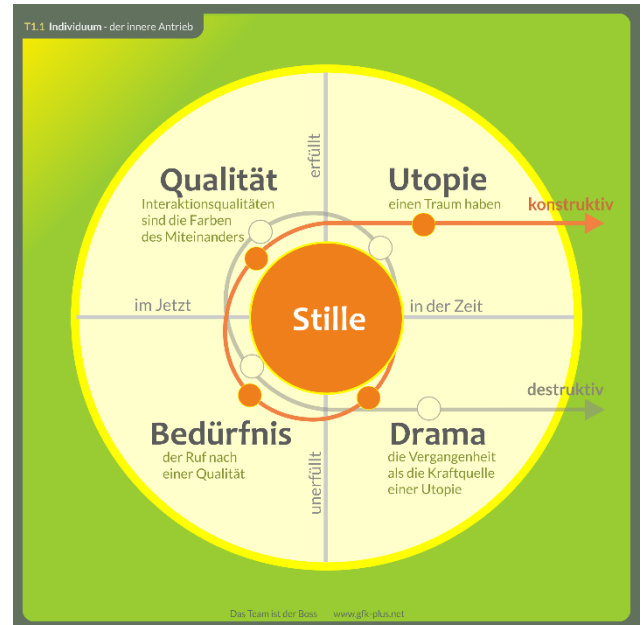 T1.1 Individuum - der innere Antrieb
erfüllt
Qualität
Interaktionsqualitäten
sind die Farben
des Miteinanders
Utopie
einen Traum haben
konstruktiv
im Jetzt
Stille
in der Zeit
destruktiv
Bedürfnis
der Ruf nach
einer Qualität
unerfüllt
Drama
die Vergangenheit
als die Kraftquelle
einer Utopie
Das Team ist der Boss www.gfk-plus.net